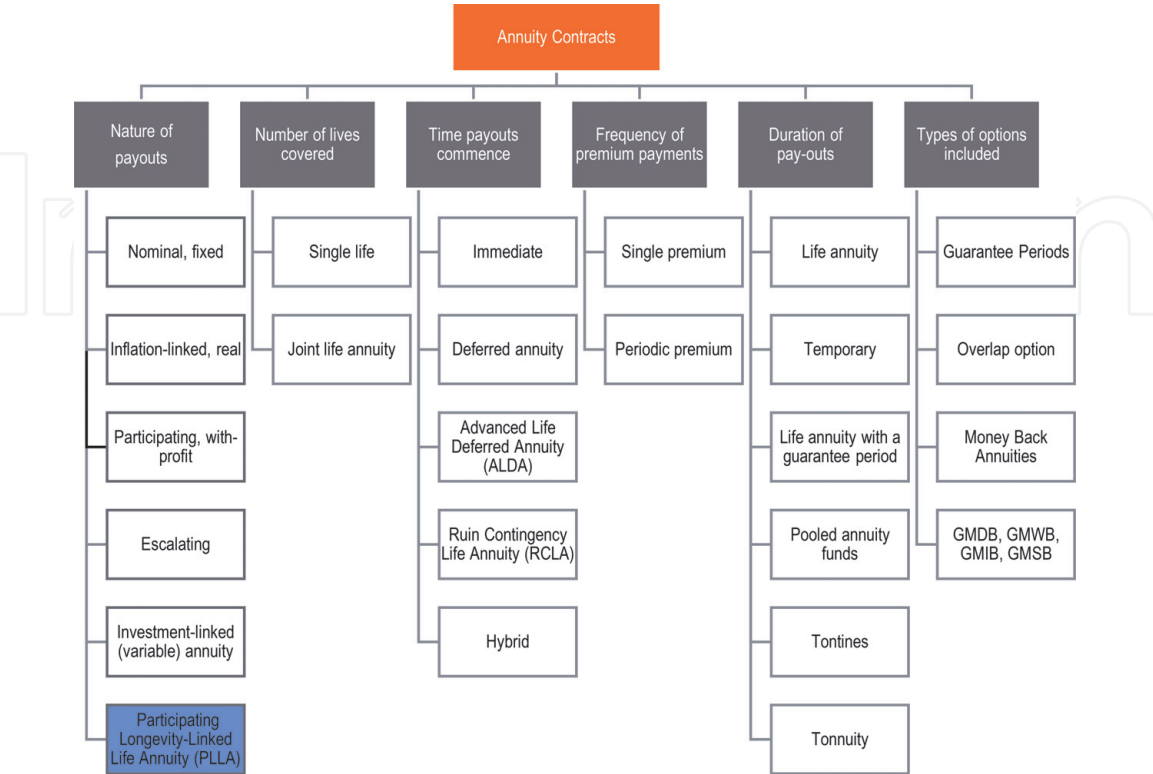 Annuity Contracts
Nature of
payouts
Number of lives
covered
Time payouts
commence
Frequency of
premium payments
Duration of
pay-outs
Types of options
included
Nominal, fixed
Inflation-linked, real
Participating, with-
profit
Escalating
Investment-linked
(variable) annuity
Participating
Longevity-Linked
Life Annuity (PLLA)
Single life
Joint life annuity
Immediate
Deferred annuity
Advanced Life
Deferred Annuity
(ALDA)
Ruin Contingency
Life Annuity (RCLA)
Hybrid
Single premium
Periodic premium
Life annuity
Temporary
Life annuity with a
guarantee period
Pooled annuity
funds
Tontines
Tonnuity
Guarantee Periods
Overlap option
Money Back
Annuities
GMDB, GMWB,
GMIB, GMSB